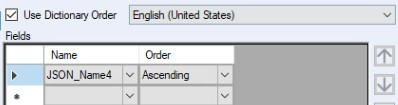 Use Dictionary Order English (United States)
Fields
Name Order
JSON_Name4 Ascending
*